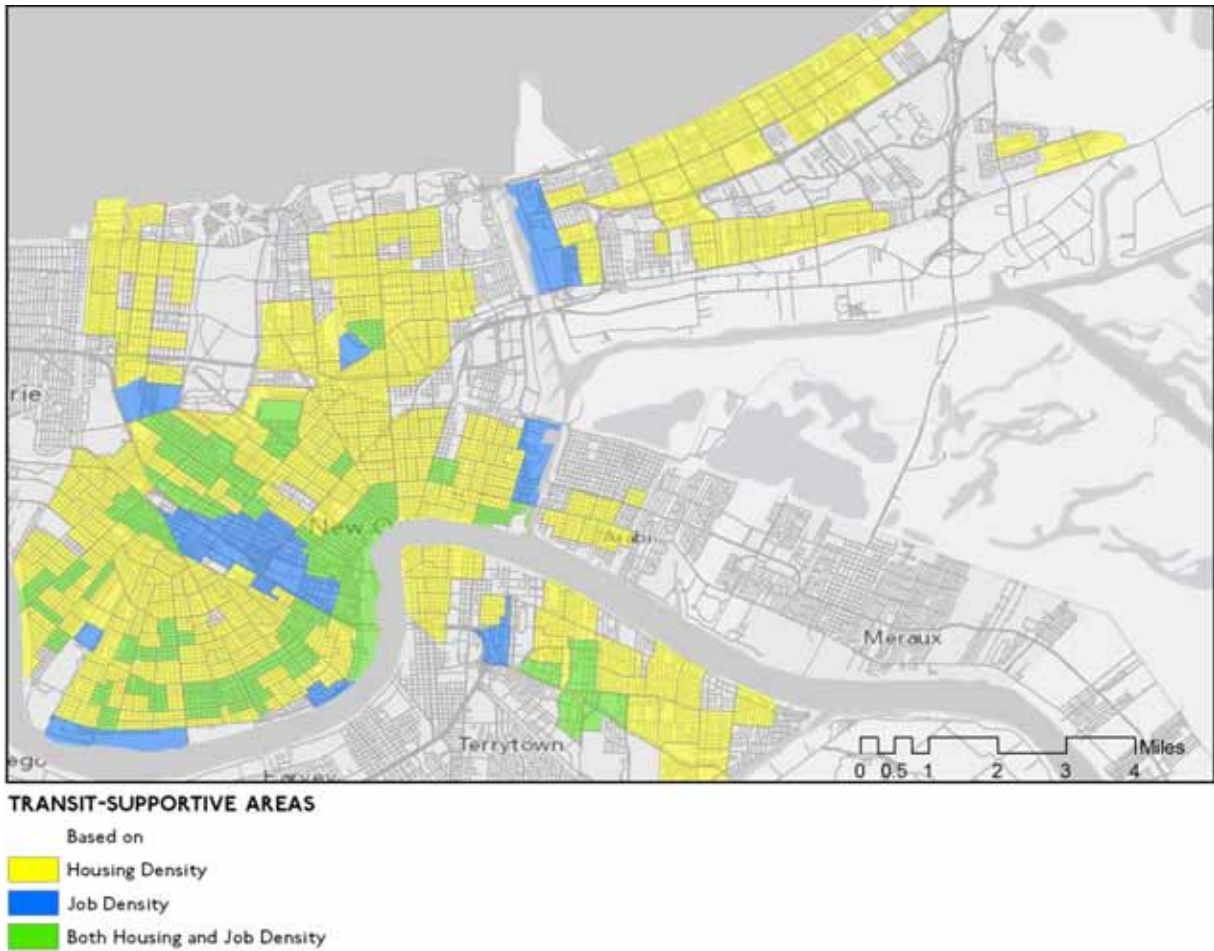 rie
New O
Arabi
Meraux
Terrytown
ego
Harvey
Miles
0 0.5 1 2 3 4
TRANSIT-SUPPORTIVE AREAS
Based on
Housing Density
Job Density
Both Housing and Job Density